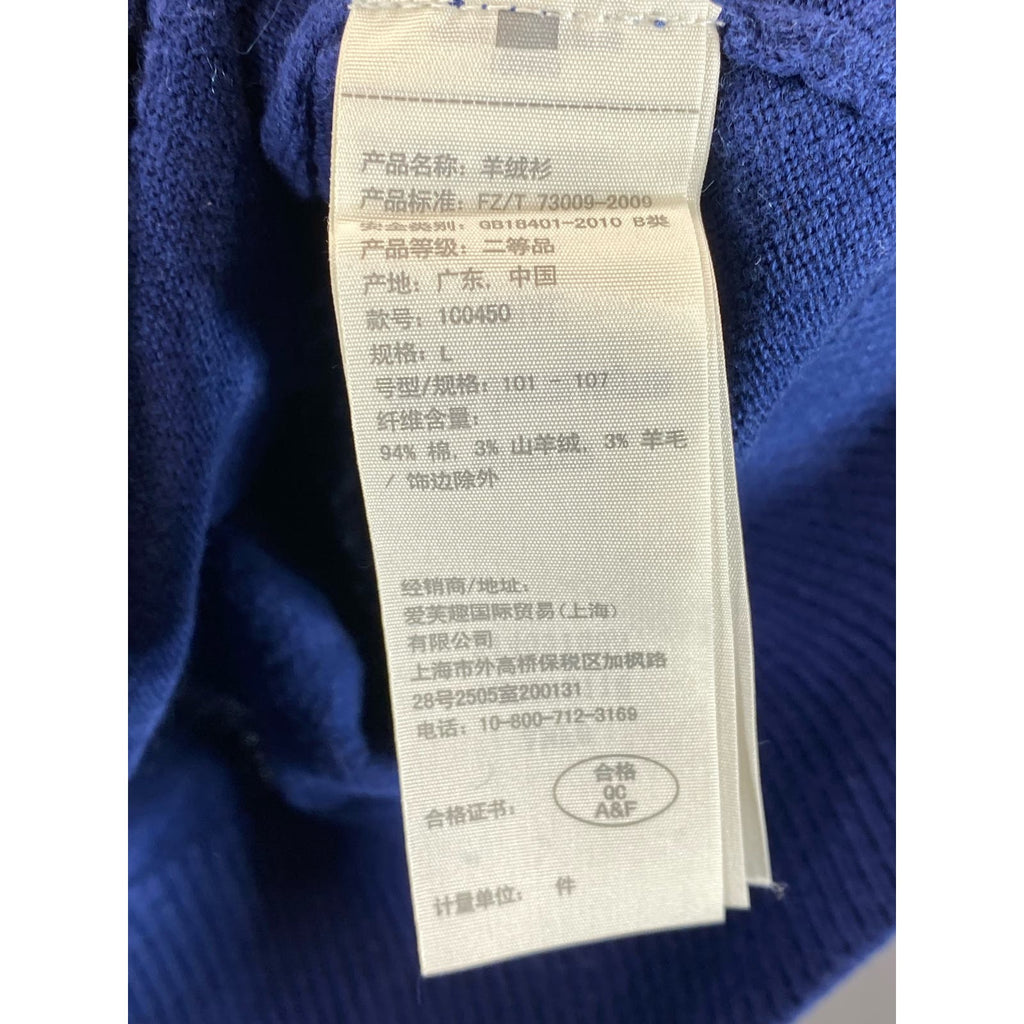 产品名称: 羊绒衫
产品标准: FZ/T 73009-2009
安全类别: GB18401-2010 B类
产品等级: 二等品
产地: 广东, 中国
款号: 100450
规格: L
号型/规格: 101 - 107
纤维含量:
94% 棉, 3% 山羊绒, 3% 羊毛
/ 饰边除外
经销商/地址:
爱芙趣国际贸易(上海)
有限公司
上海市外高桥保税区加枫路
28号2505室200131
电话: 10-800-712-3169
合格证书: 合格
QC
A&F
计量单位: 件